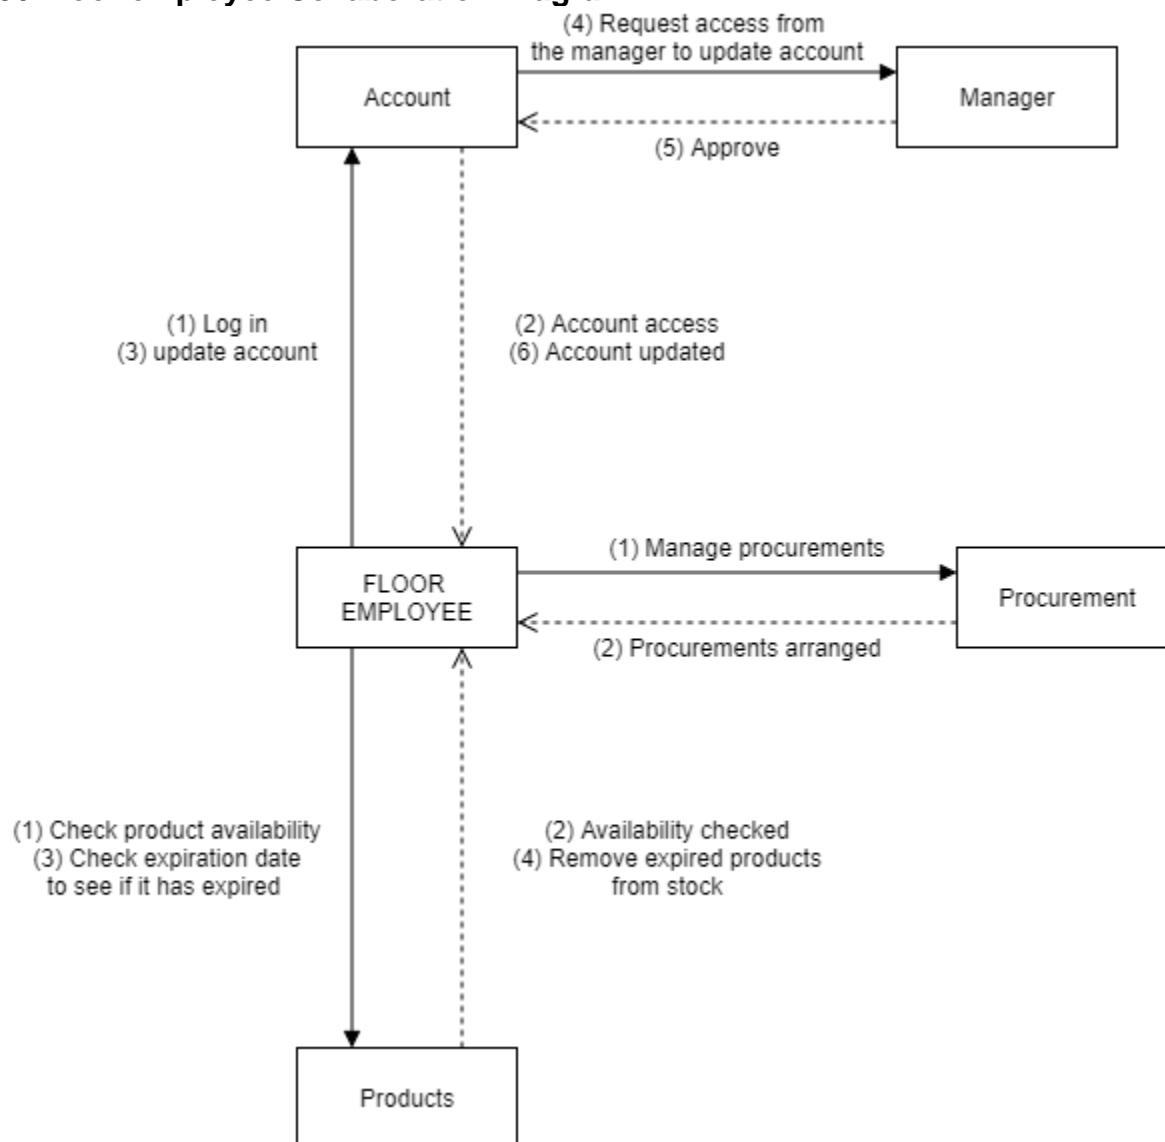 (4) Request access from
the manager to update account
Account
Manager
(5) Approve
(1) Log in
(3) update account
(2) Account access
(6) Account updated
(1) Manage procurements
FLOOR
EMPLOYEE
Procurement
(2) Procurements arranged
(1) Check product availability
(3) Check expiration date
to see if it has expired
(2) Availability checked
(4) Remove expired products
from stock
Products